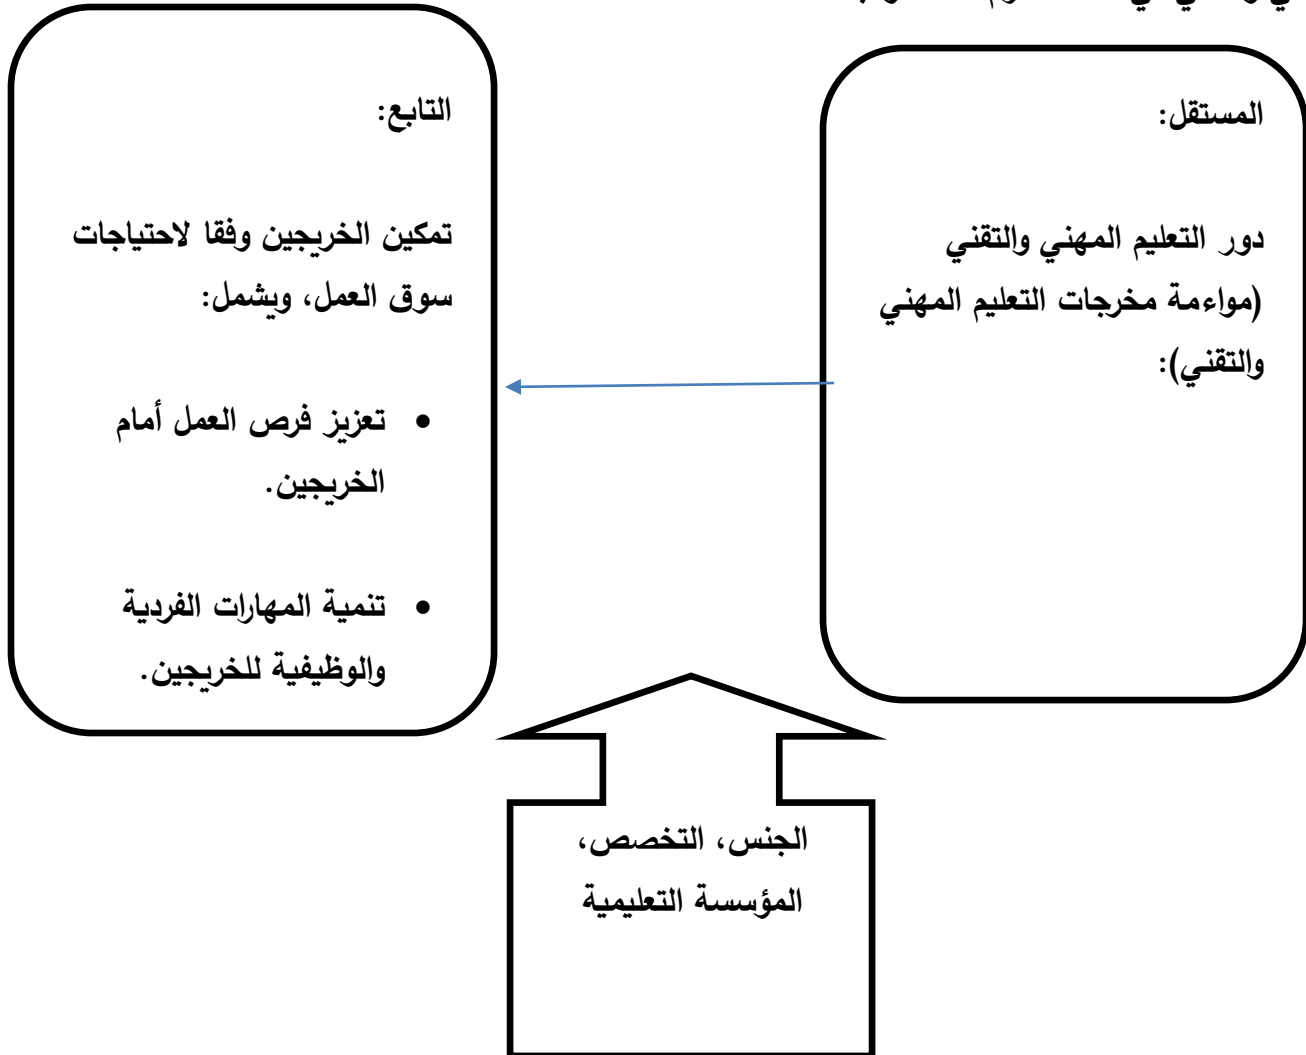 المستقل:
دور التعليم المهني والتقني
(مواءمة مخرجات التعليم المهني
والتقني):
التابع:
تمكين الخريجين وفقا لاحتياجات
سوق العمل، ويشمل:
• تعزيز فرص العمل أمام
الخريجين.
• تنمية المهارات الفردية
والوظيفية للخريجين.
الجنس، التخصص،
المؤسسة التعليمية